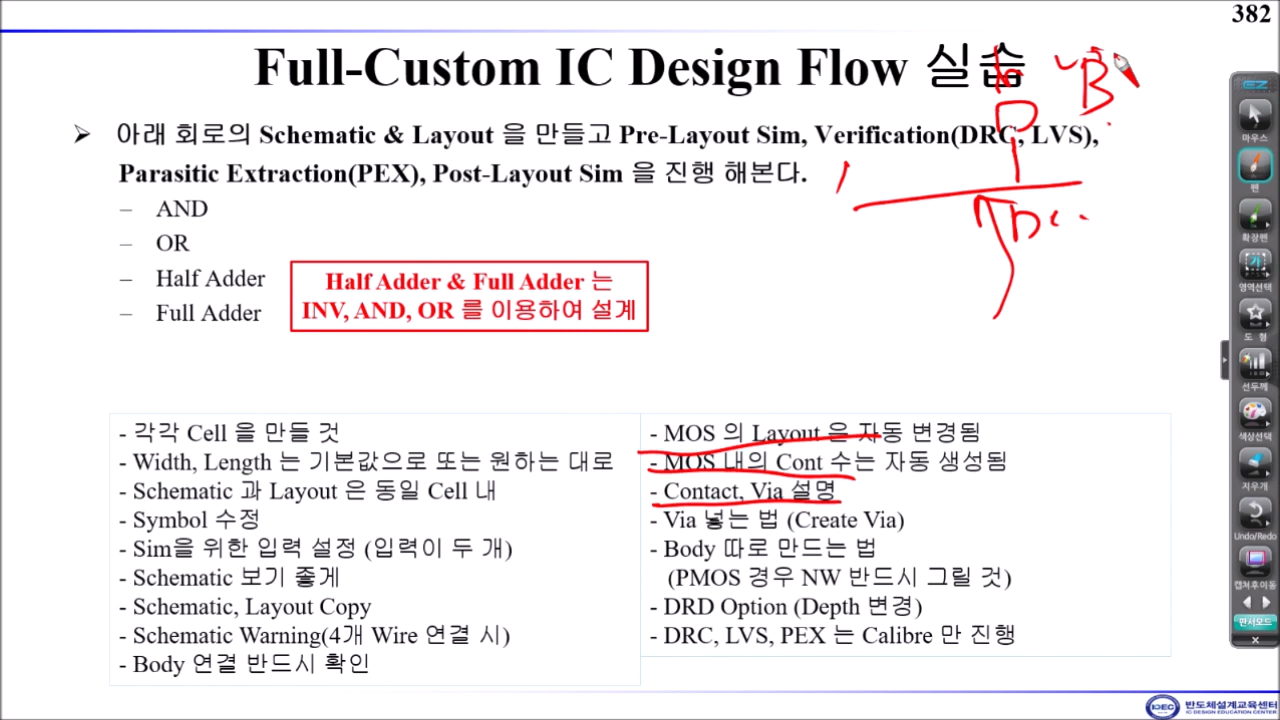 382
Full-Custom IC Design Flow 실습
아래 회로의 Schematic & Layout 을 만들고 Pre-Layout Sim, Verification(DRC, LVS),
Parasitic Extraction(PEX), Post-Layout Sim 을 진행 해본다.
– AND
– OR
– Half Adder
– Full Adder
Half Adder & Full Adder 는
INV, AND, OR 를 이용하여 설계
- 각각 Cell 을 만들 것
- Width, Length 는 기본값으로 또는 원하는 대로
- Schematic 과 Layout 은 동일 Cell 내
- Symbol 수정
- Sim을 위한 입력 설정 (입력이 두 개)
- Schematic 보기 좋게
- Schematic, Layout Copy
- Schematic Warning(4개 Wire 연결 시)
- Body 연결 반드시 확인
- MOS 의 Layout 은 자동 변경됨
- MOS 내의 Cont 수는 자동 생성됨
- Contact, Via 설명
- Via 넣는 법 (Create Via)
- Body 따로 만드는 법
(PMOS 경우 NW 반드시 그릴 것)
- DRD Option (Depth 변경)
- DRC, LVS, PEX 는 Calibre 만 진행
EZ
마우스
펜
확장펜
영역선택
도 형
선두께
색상선택
지우개
Undo/Redo
캡처후이동
판서모드
IDEC 반도체설계교육센터
IC DESIGN EDUCATION CENTER